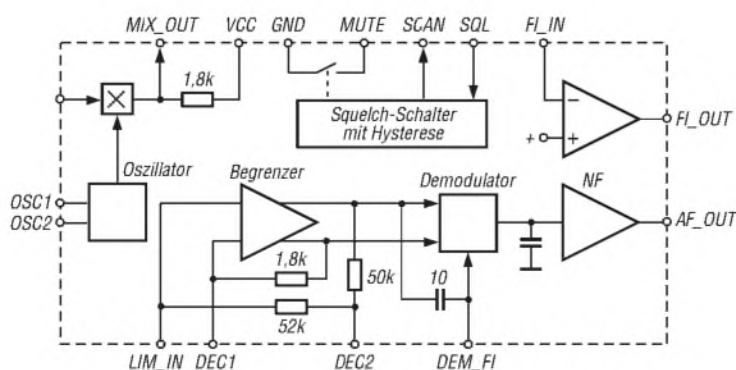 MIX_OUT VCC GND MUTE SCAN SQL FI_IN
1,8k
Squelch-Schalter
mit Hysterese
FI_OUT
Oszillator
Begrenzer
Demodulator
NF
OSC1
OSC2
AF_OUT
1,8k
50k
10
52k
LIM_IN DEC1 DEC2 DEM_FI